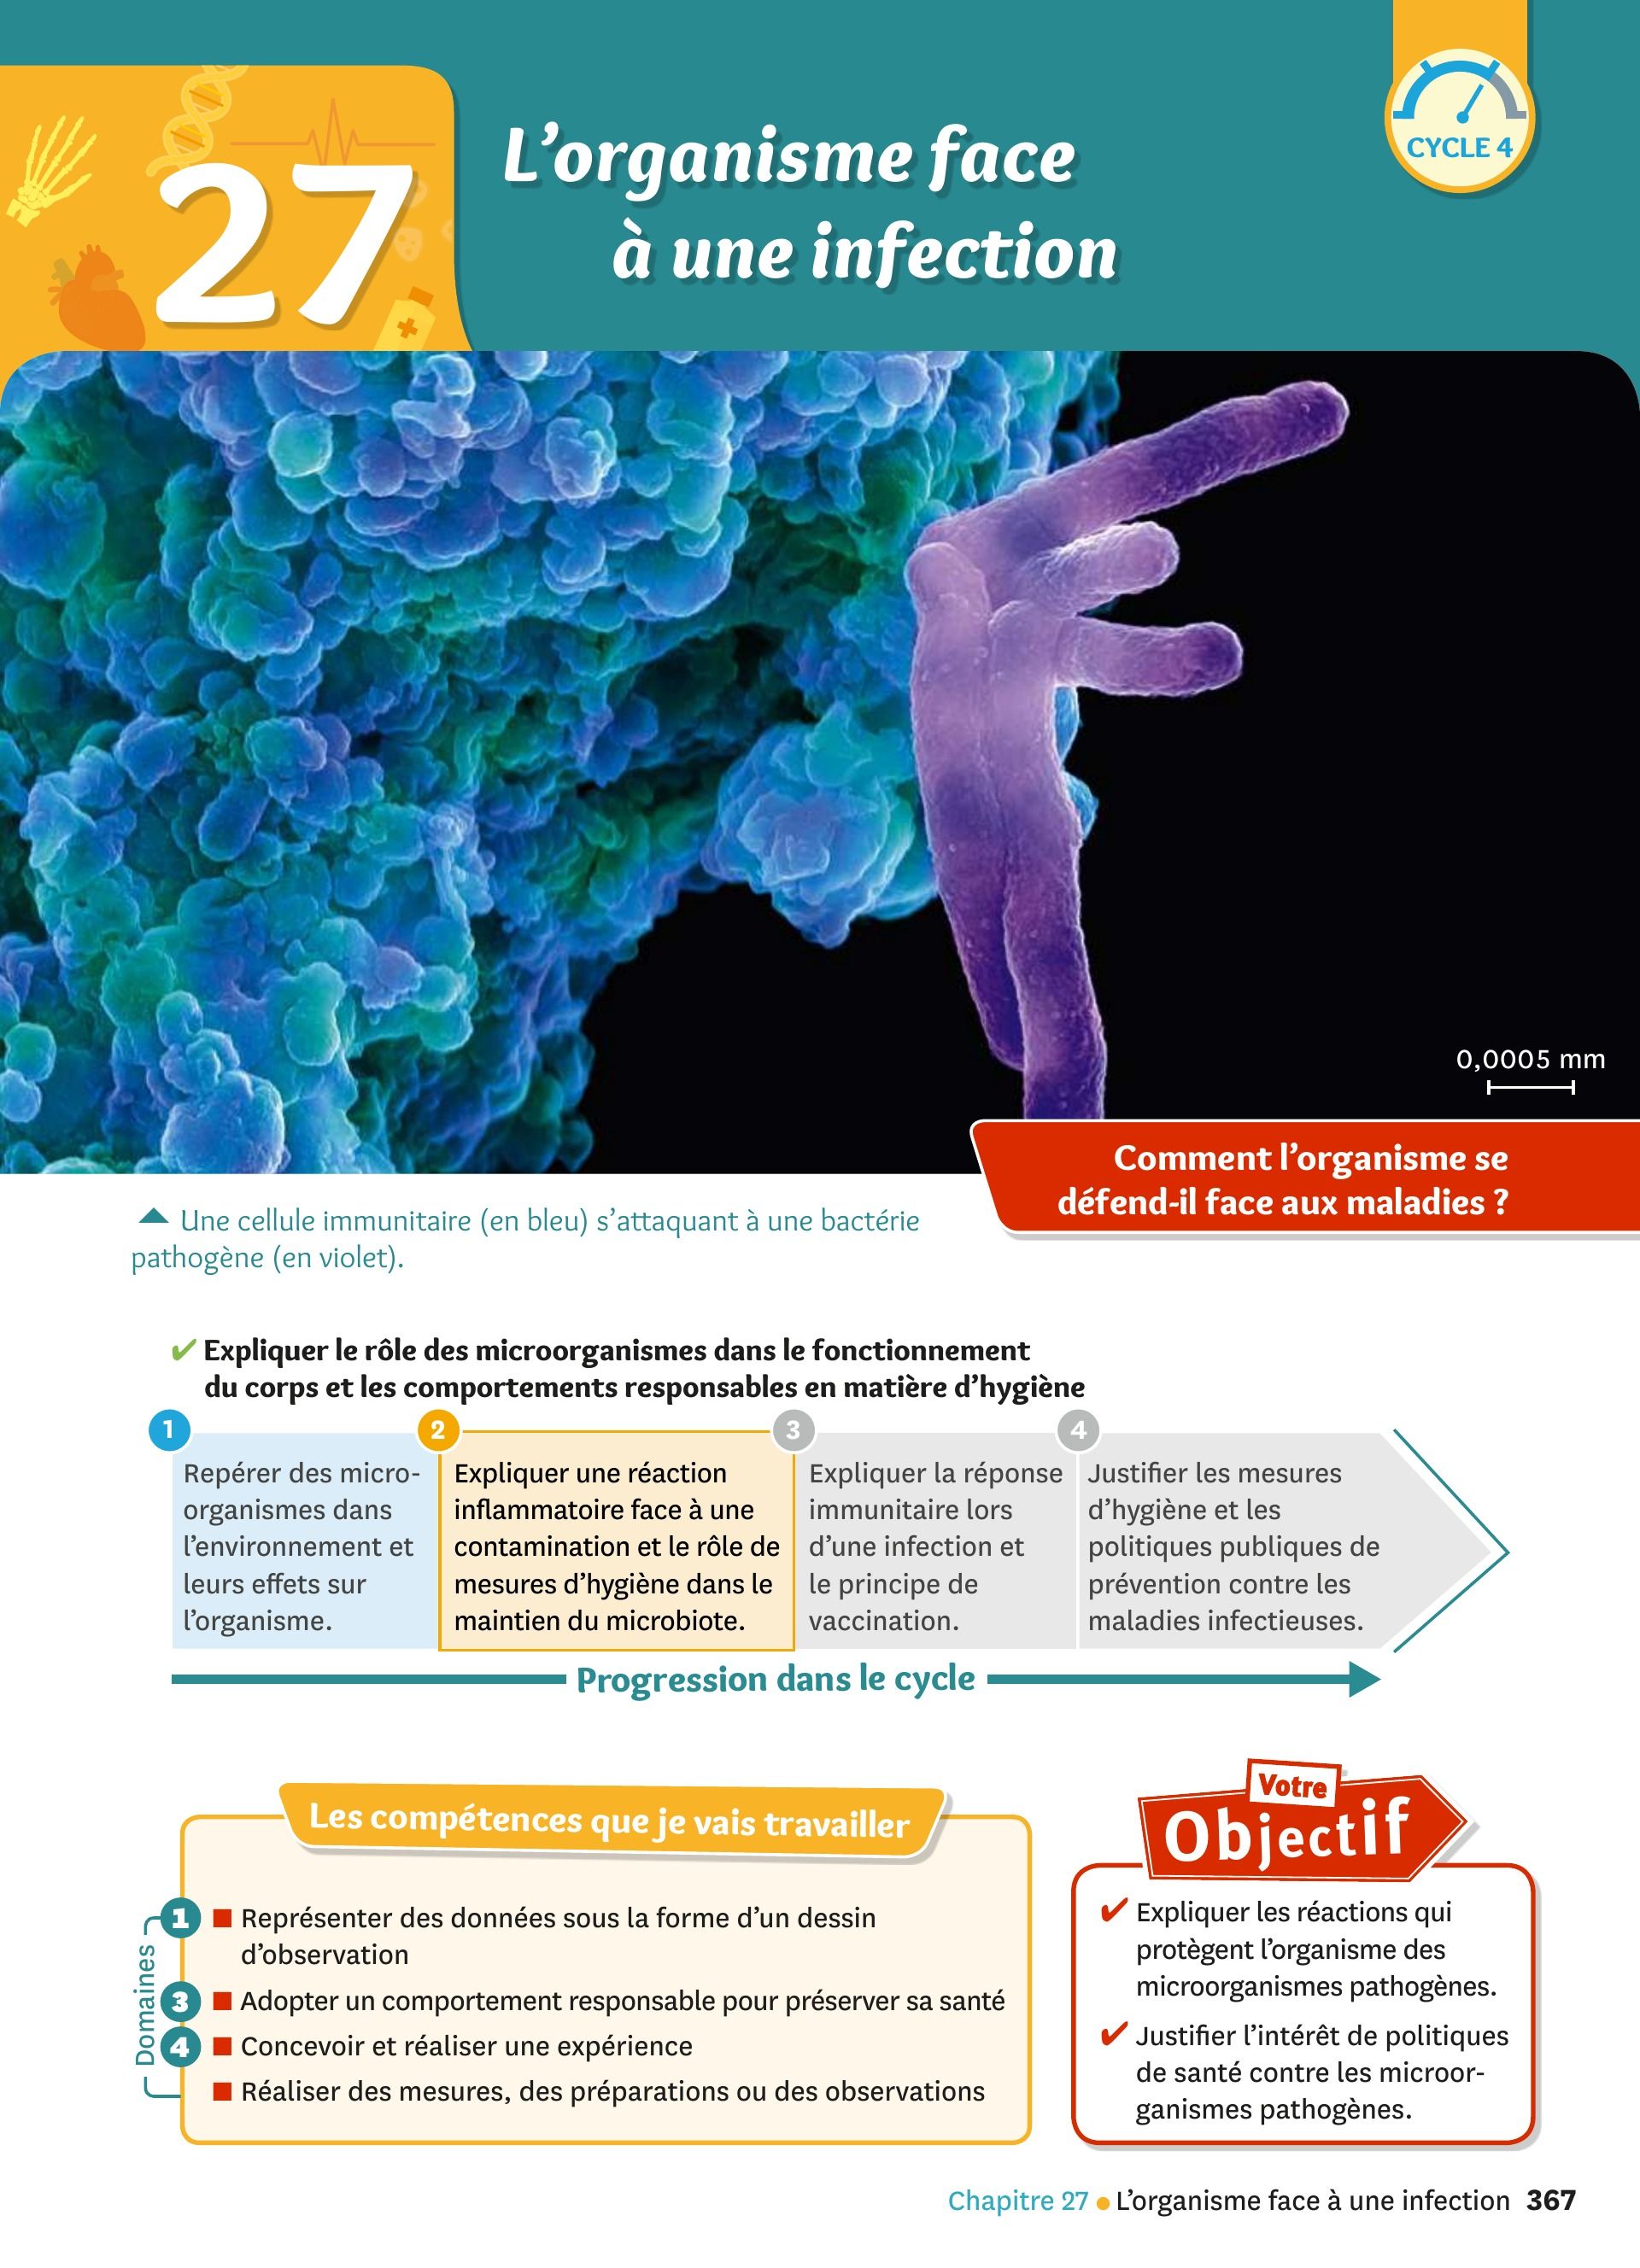 27
L'organisme face
à une infection
CYCLE 4
0,0005 mm
Comment l'organisme se
défend-il face aux maladies ?
Une cellule immunitaire (en bleu) s'attaquant à une bactérie
pathogène (en violet).
✔ Expliquer le rôle des microorganismes dans le fonctionnement
du corps et les comportements responsables en matière d'hygiène
1
Repérer des micro-
organismes dans
l'environnement et
leurs effets sur
l'organisme.
2
Expliquer une réaction
inflammatoire face à une
contamination et le rôle de
mesures d'hygiène dans le
maintien du microbiote.
3
Expliquer la réponse
immunitaire lors
d'une infection et
le principe de
vaccination.
4
Justifier les mesures
d'hygiène et les
politiques publiques de
prévention contre les
maladies infectieuses.
Progression dans le cycle
Les compétences que je vais travailler
Domaines
1 ■ Représenter des données sous la forme d'un dessin
d'observation
3 ■ Adopter un comportement responsable pour préserver sa santé
4 ■ Concevoir et réaliser une expérience
■ Réaliser des mesures, des préparations ou des observations
Votre
Objectif
✔ Expliquer les réactions qui
protègent l'organisme des
microorganismes pathogènes.
✔ Justifier l'intérêt de politiques
de santé contre les microor-
ganismes pathogènes.
Chapitre 27 ● L'organisme face à une infection 367